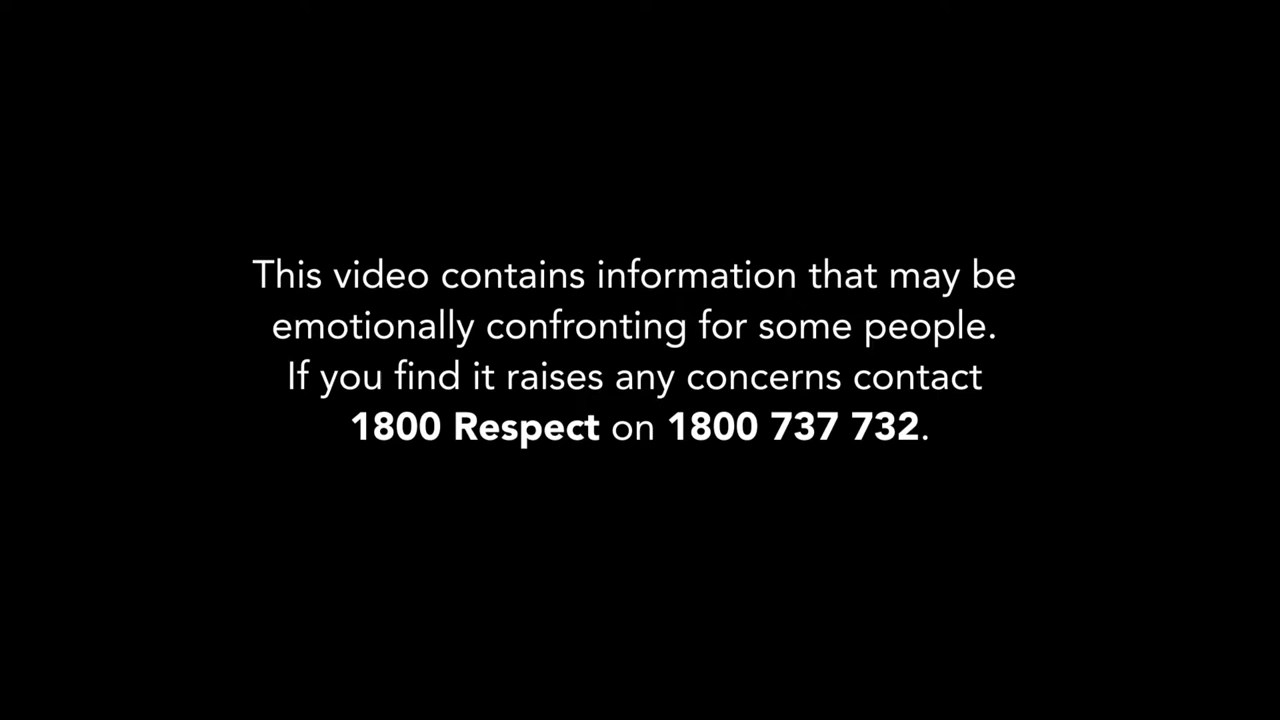 This video contains information that may be
emotionally confronting for some people.
If you find it raises any concerns contact
1800 Respect on 1800 737 732.